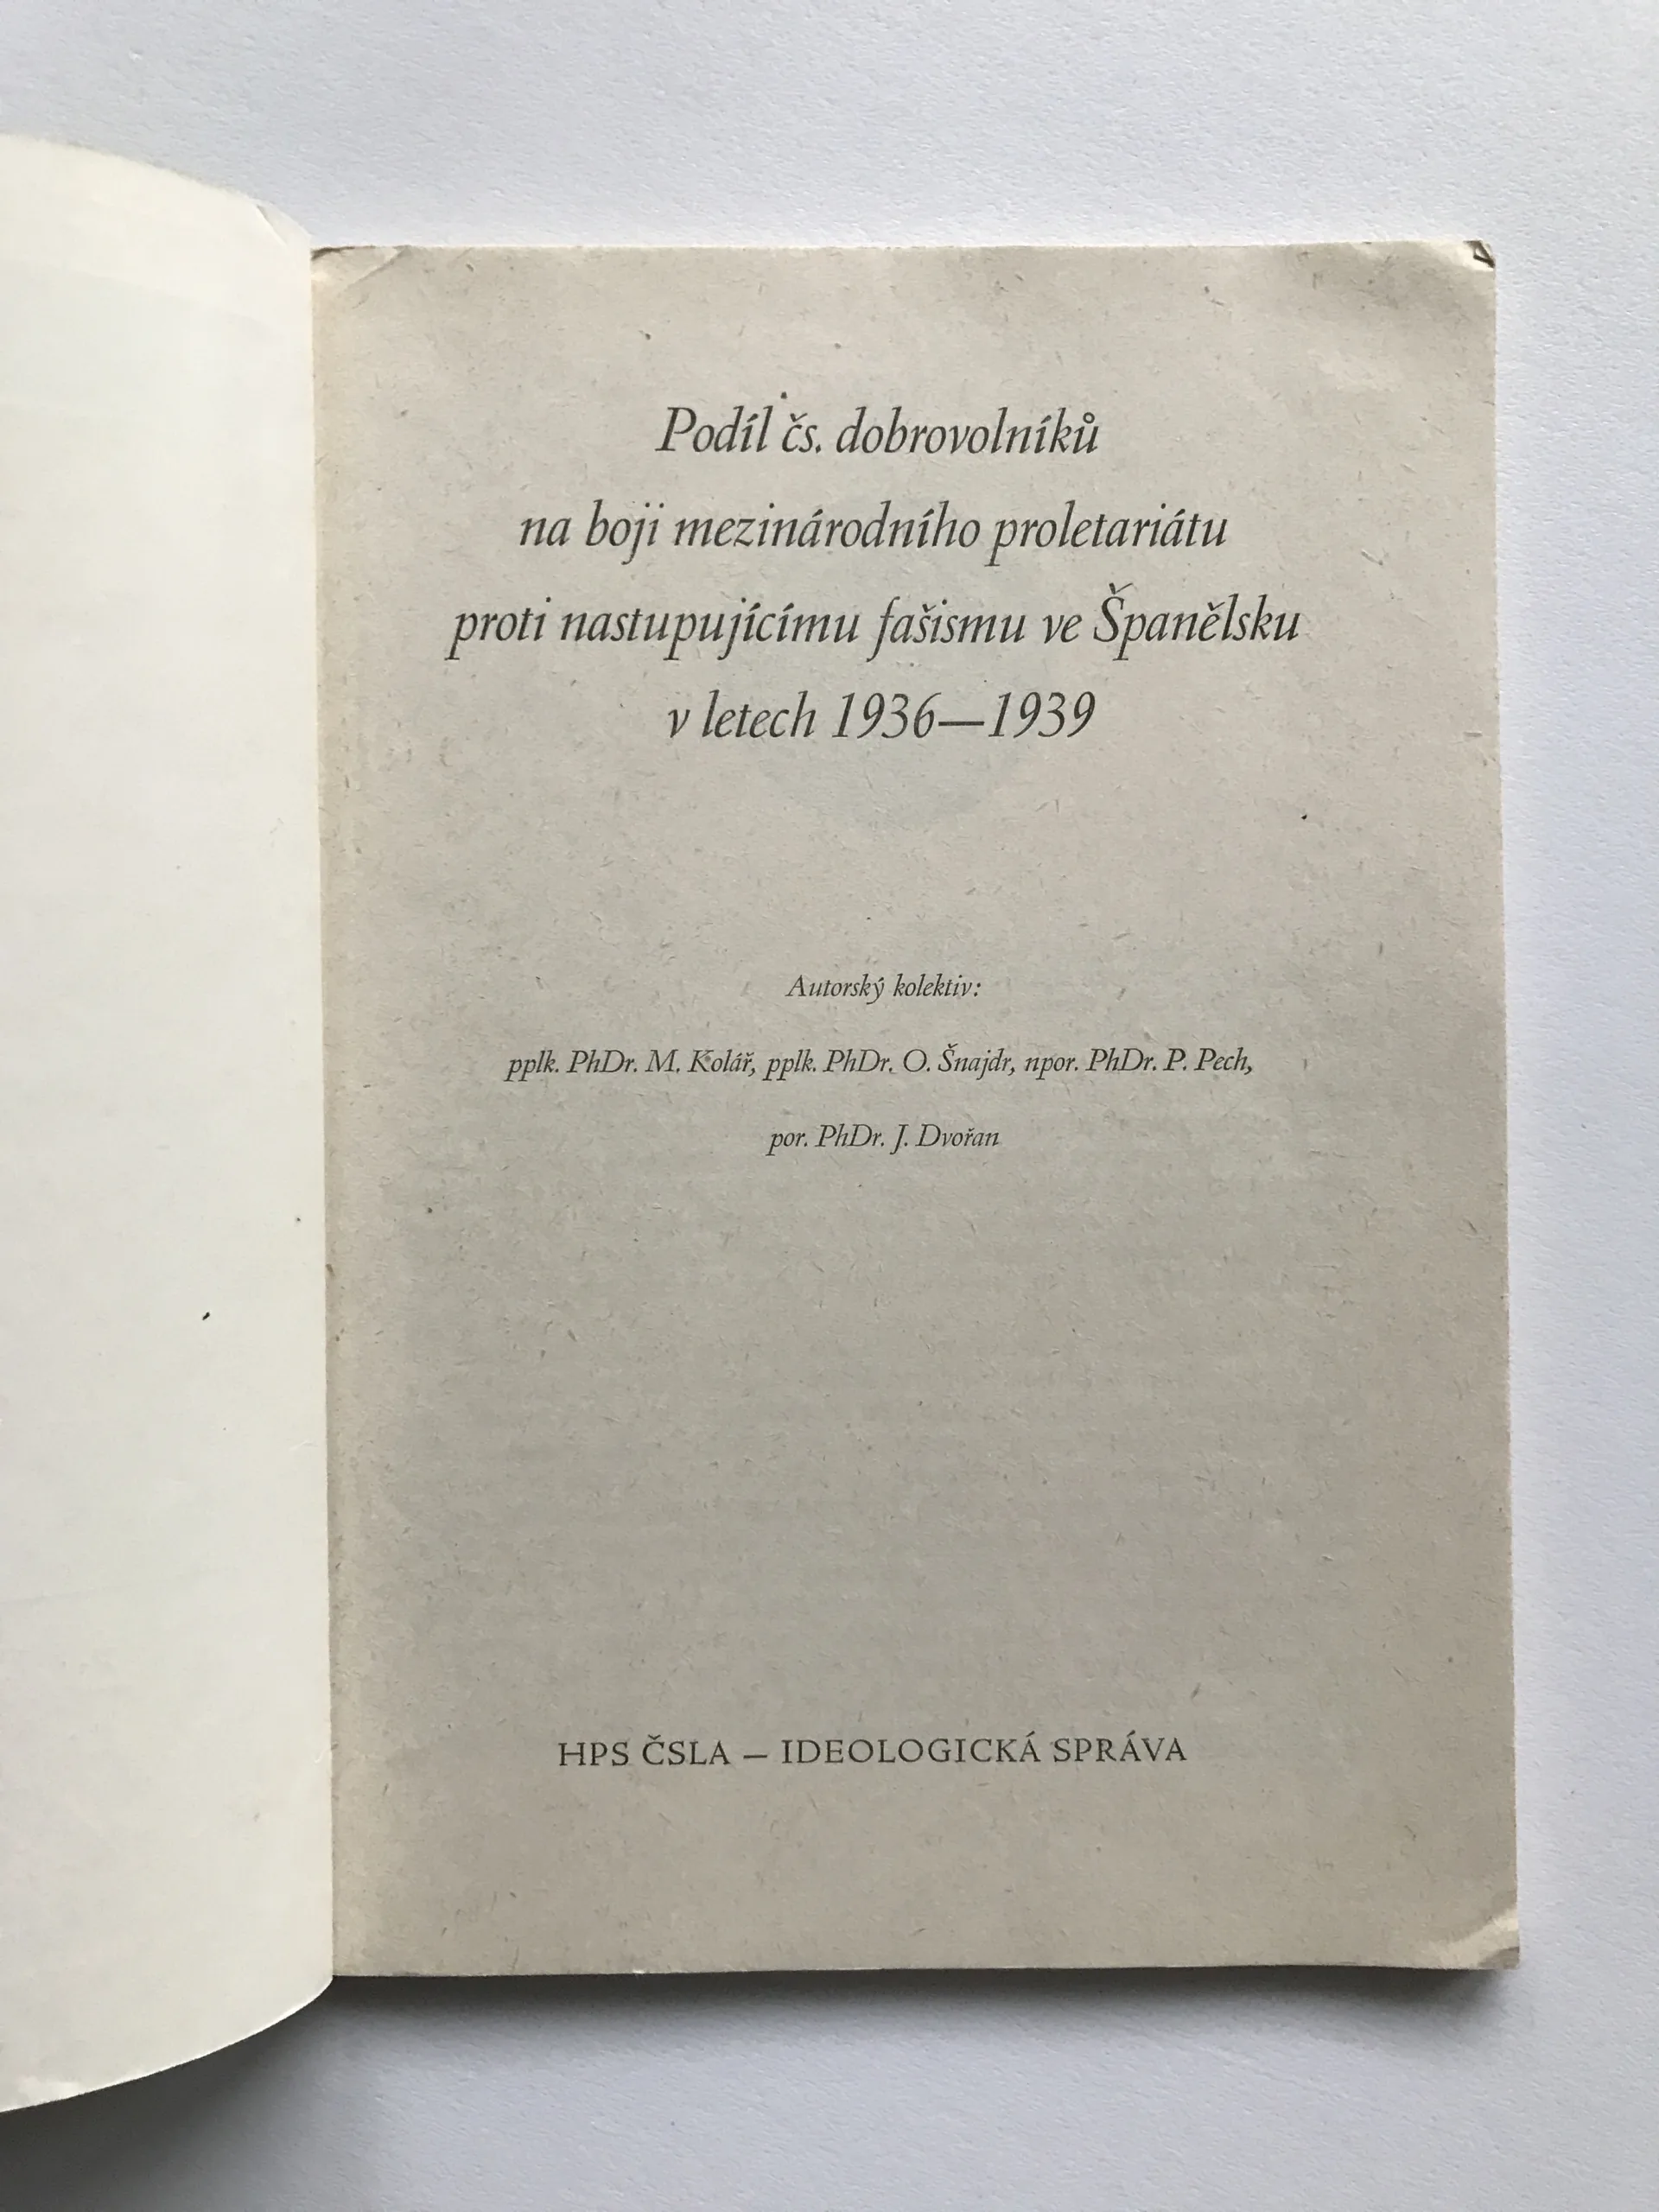 Podíl čs. dobrovolníků
na boji mezinárodního proletariátu
proti nastupujícímu fašismu ve Španělsku
v letech 1936—1939
Autorský kolektiv:
pplk. PhDr. M. Kolář, pplk. PhDr. O. Šnajdr, npor. PhDr. P. Pech,
por. PhDr. J. Dvořan
HPS ČSLA — IDEOLOGICKÁ SPRÁVA